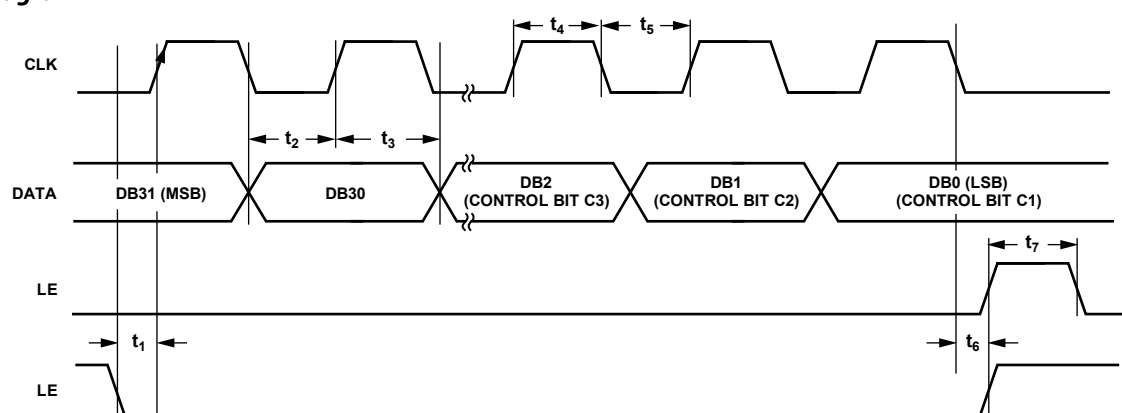 t4 t5
CLK
t2 t3
DATA DB31 (MSB) DB30 DB2 (CONTROL BIT C3) DB1 (CONTROL BIT C2) DB0 (LSB) (CONTROL BIT C1)
t7
LE
t1 t6
LE